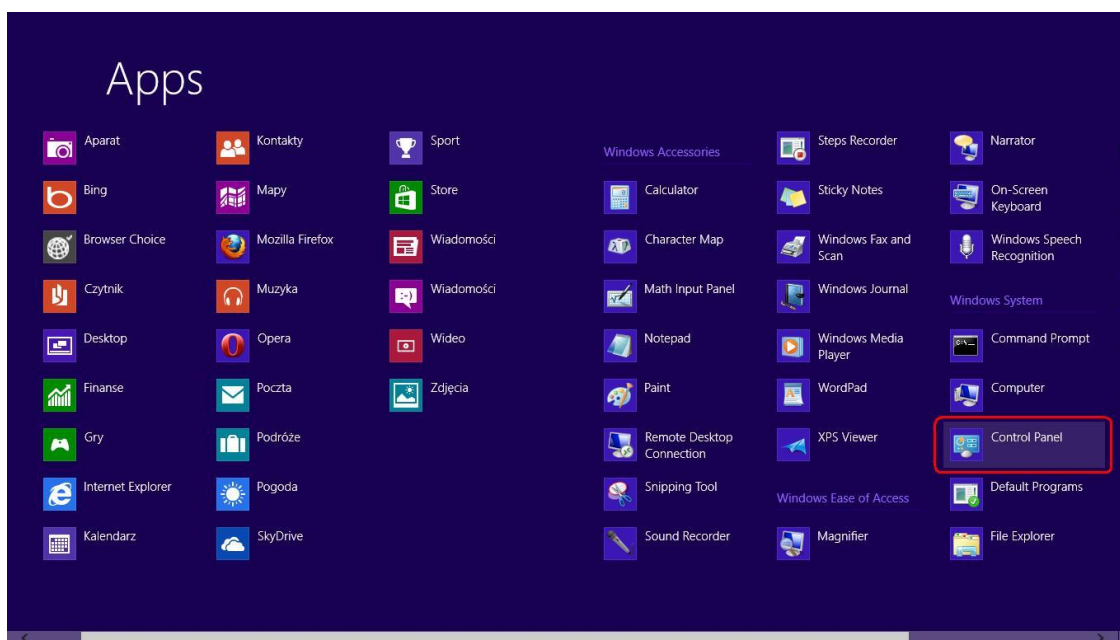 Apps
Aparat
Bing
Browser Choice
Czytnik
Desktop
Finanse
Gry
Internet Explorer
Kalendarz
Kontakty
Mapy
Mozilla Firefox
Muzyka
Opera
Poczta
Podróże
Pogoda
SkyDrive
Sport
Store
Wiadomości
Wiadomości
Wideo
Zdjęcia
Windows Accessories
Calculator
Character Map
Math Input Panel
Notepad
Paint
Remote Desktop
Connection
Snipping Tool
Sound Recorder
Steps Recorder
Sticky Notes
Windows Fax and
Scan
Windows Journal
Windows Media
Player
WordPad
XPS Viewer
Windows Ease of Access
Magnifier
Narrator
On-Screen
Keyboard
Windows Speech
Recognition
Windows System
Command Prompt
Computer
Control Panel
Default Programs
File Explorer